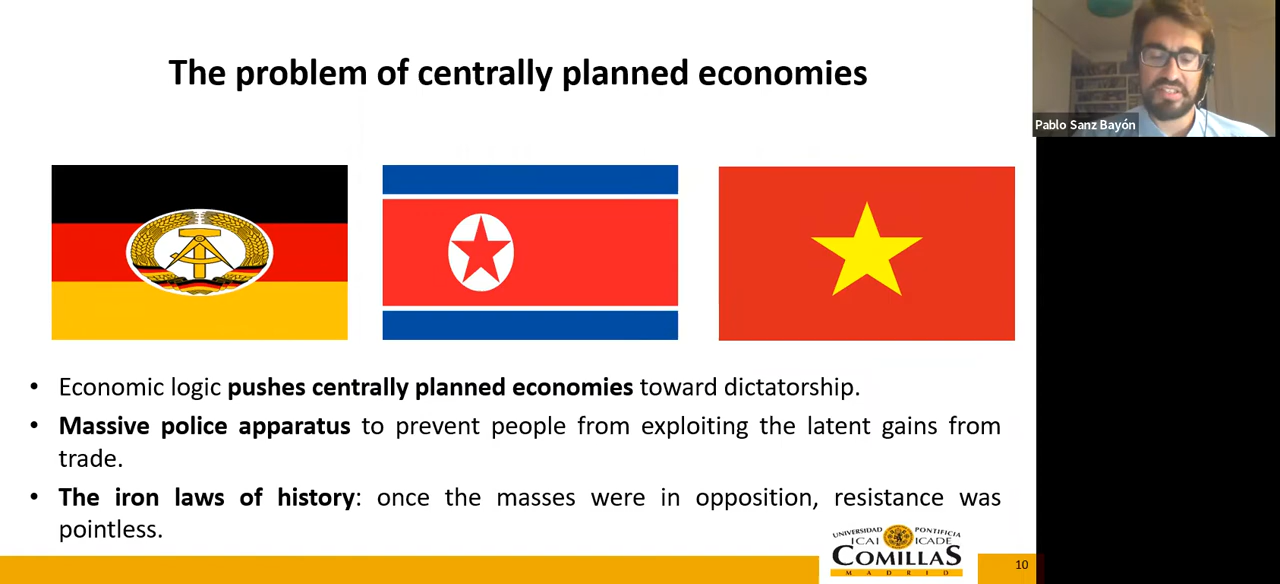 The problem of centrally planned economies
Pablo Sanz Bayón
• Economic logic pushes centrally planned economies toward dictatorship.
• Massive police apparatus to prevent people from exploiting the latent gains from
trade.
• The iron laws of history: once the masses were in opposition, resistance was
pointless.
UNIVERSIDAD PONTIFICIA
ICAI ICADE
COMILLAS
MADRID
10